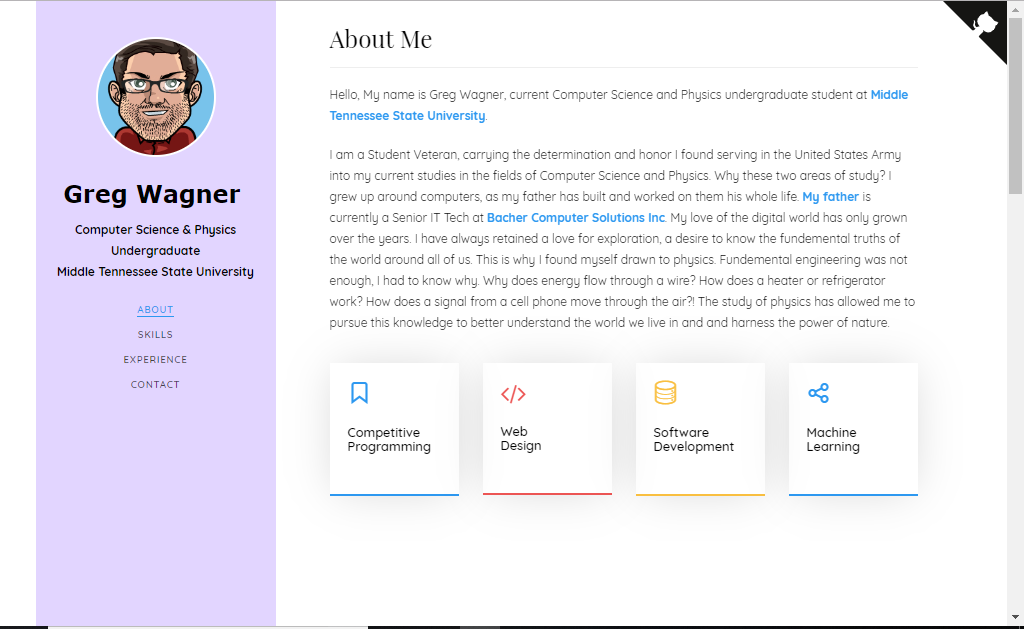 Greg Wagner
Computer Science & Physics
Undergraduate
Middle Tennessee State University
ABOUT
SKILLS
EXPERIENCE
CONTACT
About Me
Hello, My name is Greg Wagner, current Computer Science and Physics undergraduate student at Middle
Tennessee State University.
I am a Student Veteran, carrying the determination and honor I found serving in the United States Army
into my current studies in the fields of Computer Science and Physics. Why these two areas of study? I
grew up around computers, as my father has built and worked on them his whole life. My father is
currently a Senior IT Tech at Bacher Computer Solutions Inc. My love of the digital world has only grown
over the years. I have always retained a love for exploration, a desire to know the fundemental truths of
the world around all of us. This is why I found myself drawn to physics. Fundemental engineering was not
enough, I had to know why. Why does energy flow through a wire? How does a heater or refrigerator
work? How does a signal from a cell phone move through the air?! The study of physics has allowed me to
pursue this knowledge to better understand the world we live in and and harness the power of nature.
Competitive
Programming
Web
Design
Software
Development
Machine
Learning